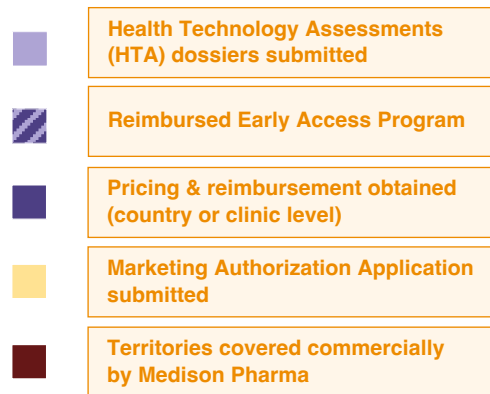 Health Technology Assessments
(HTA) dossiers submitted
Reimbursed Early Access Program
Pricing & reimbursement obtained
(country or clinic level)
Marketing Authorization Application
submitted
Territories covered commercially
by Medison Pharma